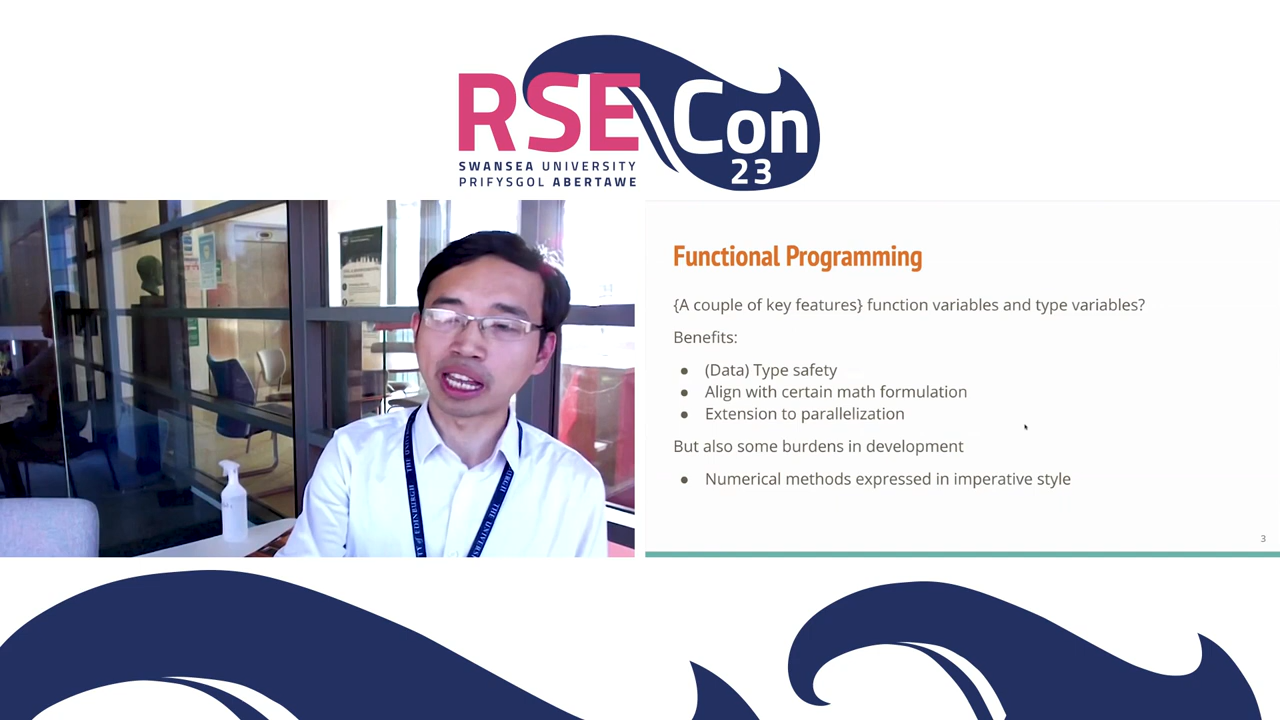 RSE Con
23
SWANSEA UNIVERSITY
PRIFYSGOL ABERTAWE
Functional Programming
{A couple of key features} function variables and type variables?
Benefits:
● (Data) Type safety
● Align with certain math formulation
● Extension to parallelization
But also some burdens in development
● Numerical methods expressed in imperative style
3
OF EDINBURGH